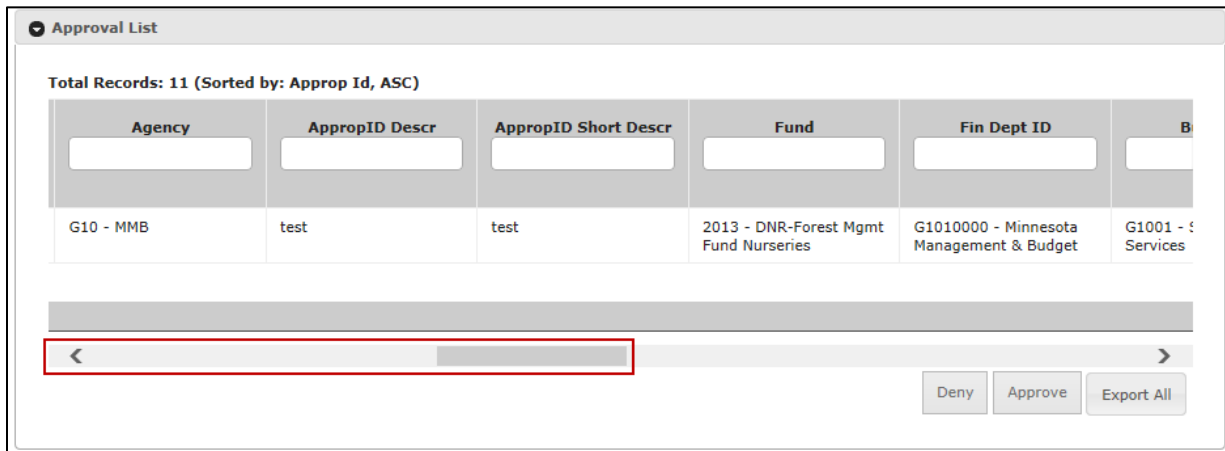 Approval List
Total Records: 11 (Sorted by: Approp Id, ASC)
Agency AppropID Descr AppropID Short Descr Fund Fin Dept ID
G10 - MMB test test 2013 - DNR-Forest Mgmt G1010000 - Minnesota G1001 -
Fund Nurseries Management & Budget Services
Deny Approve Export All